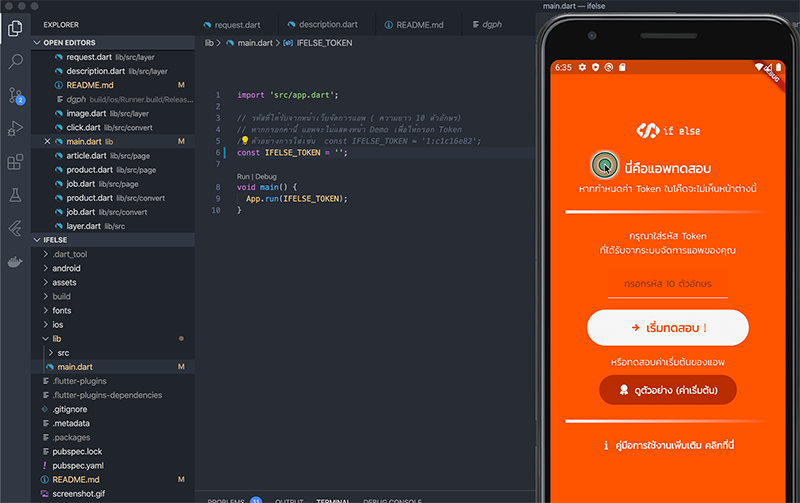 main.dart — ifelse
EXPLORER
OPEN EDITORS
request.dart lib/src/layer
description.dart lib/src/layer
README.md M
dgph build/ios/Runner.build/Releas...
image.dart lib/src/layer
click.dart lib/src/convert
main.dart lib M
article.dart lib/src/page
product.dart lib/src/page
job.dart lib/src/page
product.dart lib/src/convert
job.dart lib/src/convert
layer.dart lib/src
IFELSE
.dart_tool
android
assets
build
fonts
ios
lib
src
main.dart M
.flutter-plugins
.flutter-plugins-dependencies
.gitignore
.metadata
.packages
pubspec.lock
pubspec.yaml
README.md M
screenshot.gif
2
request.dart
description.dart
README.md
dgph
lib > main.dart > IFELSE_TOKEN
1 import 'src/app.dart';
2
3 // รหัสที่ได้รับจากหน้าเว็บจัดการแอพ ( ความยาว 10 ตัวอักษร)
4 // หากกรอกค่านี้ แอพจะไม่แสดงหน้า Demo เพื่อให้กรอก Token
5 // ตัวอย่างการใส่เช่น const IFELSE_TOKEN = '1:c1c16e82';
6 const IFELSE_TOKEN = '';
7
Run | Debug
8 void main() {
9 App.run(IFELSE_TOKEN);
10 }
PROBLEMS 11 OUTPUT TERMINAL DEBUG CONSOLE
6:35
DEBUG
if else
นี่คือแอพทดสอบ
หากกำหนดค่า Token ในโค๊ดจะไม่เห็นหน้าต่างนี้
กรุณาใส่รหัส Token
ที่ได้รับจากระบบจัดการแอพของคุณ
กรอกรหัส 10 ตัวอักษร
เริ่มทดสอบ !
หรือทดสอบค่าเริ่มต้นของแอพ
ดูตัวอย่าง (ค่าเริ่มต้น)
คู่มือการใช้งานเพิ่มเติม คลิกที่นี่